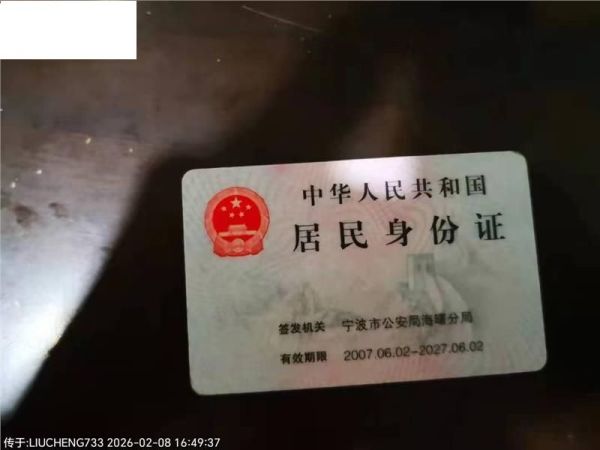 中华人民共和国
居民身份证
签发机关 宁波市公安局海曙分局
有效期限 2007.06.02-2027.06.02
传于:LIUCHENG733 2026-02-08 16:49:37